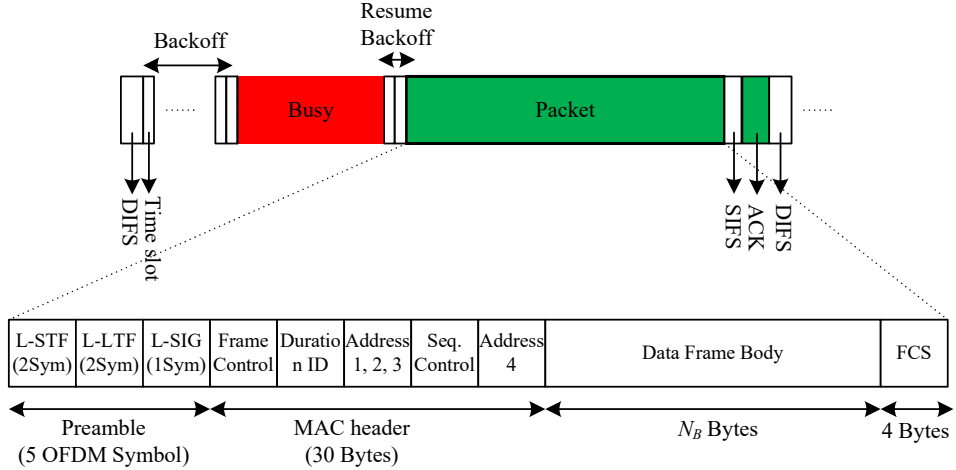 Resume
Backoff
Backoff
Busy
Packet
......
......
DIFS
Time slot
SIFS
ACK
DIFS
L-STF
(2Sym)
L-LTF
(2Sym)
L-SIG
(1Sym)
Frame
Control
Duratio
n ID
Address
1, 2, 3
Seq.
Control
Address
4
Data Frame Body
FCS
Preamble
(5 OFDM Symbol)
MAC header
(30 Bytes)
N_B Bytes
4 Bytes